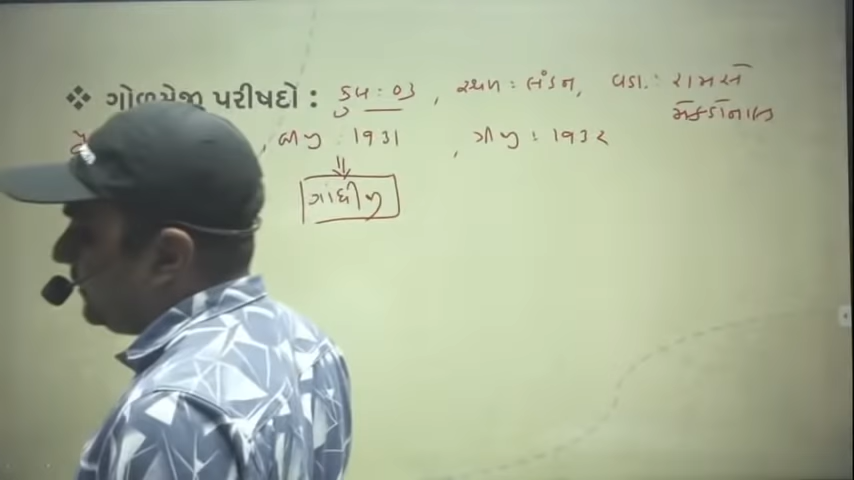 ❖ ગોળમેજી પરીષદો : કુલ : 03 , સ્થળ : લંડન, વડા. : રામસે
મેકડોનાલ્ડ
, બીજી : 1931 , ત્રીજી : 1932
ગાંધીજી